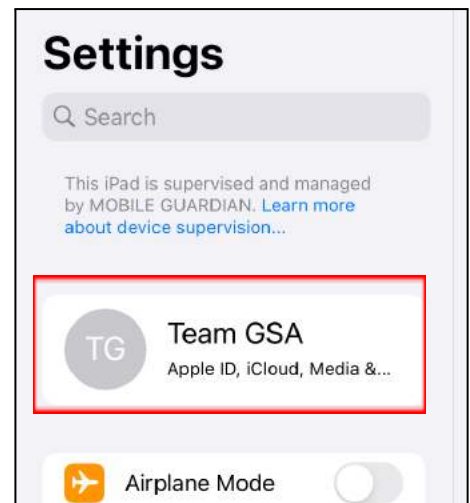 Settings
Search
This iPad is supervised and managed
by MOBILE GUARDIAN. Learn more
about device supervision...
TG
Team GSA
Apple ID, iCloud, Media &...
Airplane Mode